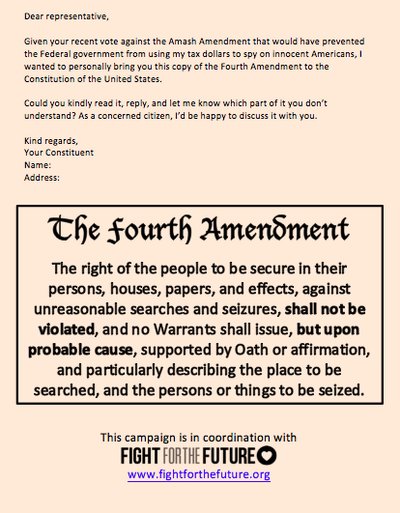 Dear representative,
Given your recent vote against the Amash Amendment that would have prevented
the Federal government from using my tax dollars to spy on innocent Americans, I
wanted to personally bring you this copy of the Fourth Amendment to the
Constitution of the United States.
Could you kindly read it, reply, and let me know which part of it you don't
understand? As a concerned citizen, I'd be happy to discuss it with you.
Kind regards,
Your Constituent
Name:
Address:
The Fourth Amendment
The right of the people to be secure in their
persons, houses, papers, and effects, against
unreasonable searches and seizures, shall not be
violated, and no Warrants shall issue, but upon
probable cause, supported by Oath or affirmation,
and particularly describing the place to be
searched, and the persons or things to be seized.
This campaign is in coordination with
FIGHT FOR THE FUTURE
www.fightforthefuture.org